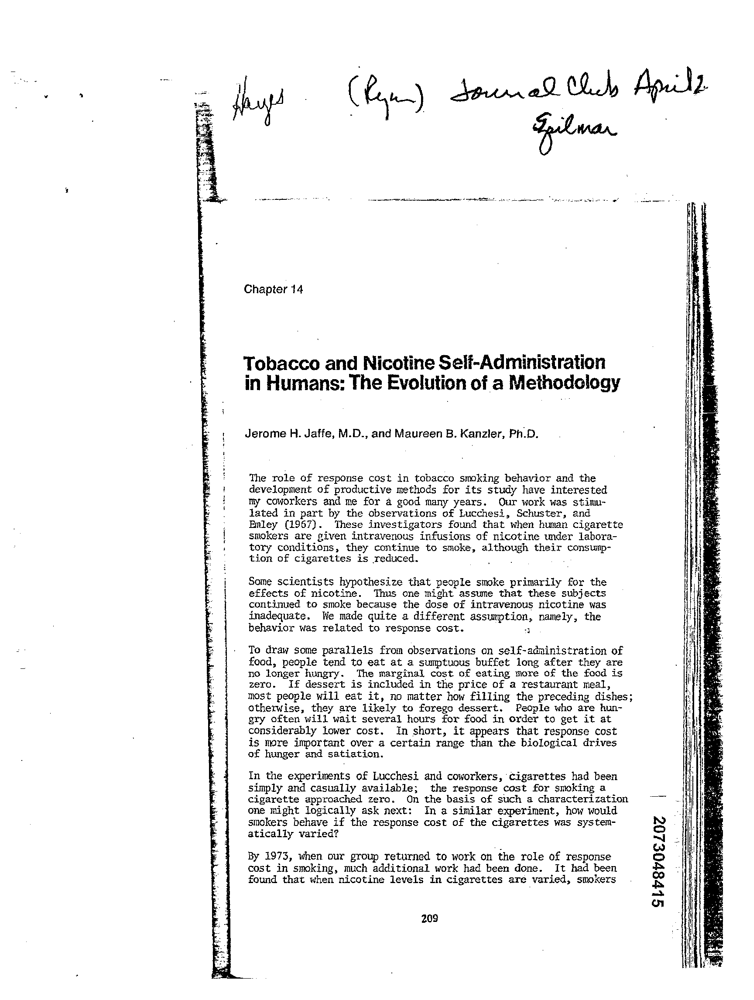 Hayes (Ryan) Journal Club April 2
Gilman
Chapter 14
Tobacco and Nicotine Self-Administration
in Humans: The Evolution of a Methodology
Jerome H. Jaffe, M.D., and Maureen B. Kanzler, Ph.D.
The role of response cost in tobacco smoking behavior and the
development of productive methods for its study have interested
my coworkers and me for a good many years. Our work was stimu-
lated in part by the observations of Lucchesi, Schuster, and
Emley (1967). These investigators found that when human cigarette
smokers are given intravenous infusions of nicotine under labora-
tory conditions, they continue to smoke, although their consump-
tion of cigarettes is reduced.
Some scientists hypothesize that people smoke primarily for the
effects of nicotine. Thus one might assume that these subjects
continued to smoke because the dose of intravenous nicotine was
inadequate. We made quite a different assumption, namely, the
behavior was related to response cost.
To draw some parallels from observations on self-administration of
food, people tend to eat at a sumptuous buffet long after they are
no longer hungry. The marginal cost of eating more of the food is
zero. If dessert is included in the price of a restaurant meal,
most people will eat it, no matter how filling the preceding dishes;
otherwise, they are likely to forego dessert. People who are hun-
gry often will wait several hours for food in order to get it at
considerably lower cost. In short, it appears that response cost
is more important over a certain range than the biological drives
of hunger and satiation.
In the experiments of Lucchesi and coworkers, cigarettes had been
simply and casually available; the response cost for smoking a
cigarette approached zero. On the basis of such a characterization
one might logically ask next: In a similar experiment, how would
smokers behave if the response cost of the cigarettes was system-
atically varied?
By 1973, when our group returned to work on the role of response
cost in smoking, much additional work had been done. It had been
found that when nicotine levels in cigarettes are varied, smokers
209
2073048415